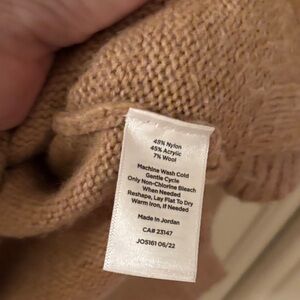 48% Nylon
45% Acrylic
7% Wool
Machine Wash Cold
Gentle Cycle
Only Non-Chlorine Bleach
When Needed
Reshape, Lay Flat To Dry
Warm Iron, If Needed
Made In Jordan
CA# 23147
JO5161 06/22